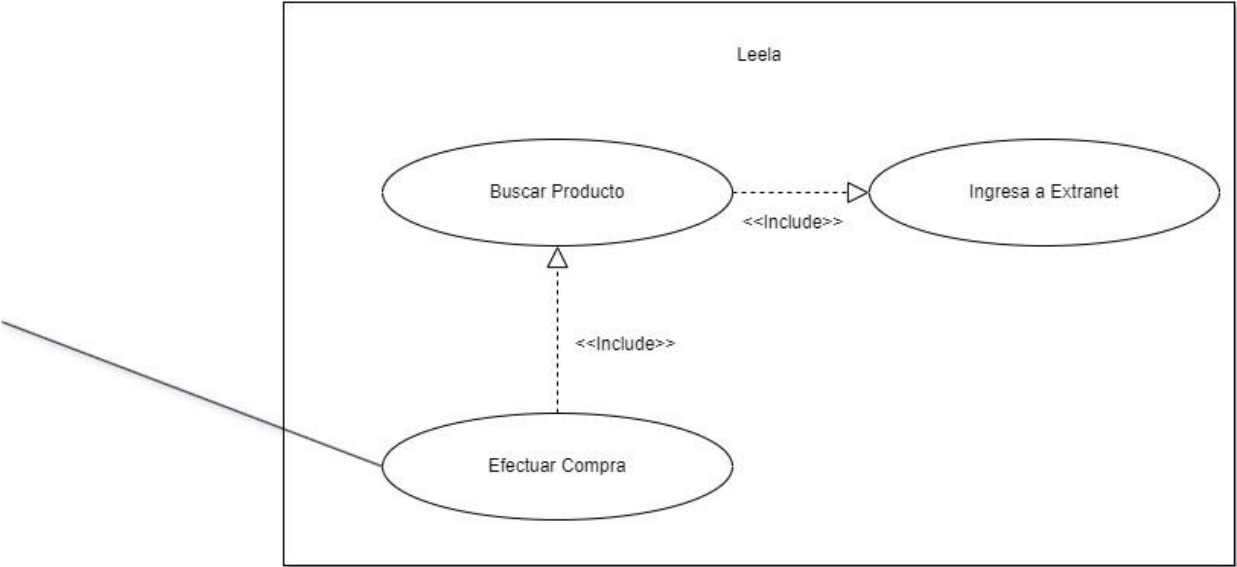 Leela
Buscar Producto
Ingresa a Extranet
<<Include>>
<<Include>>
Efectuar Compra